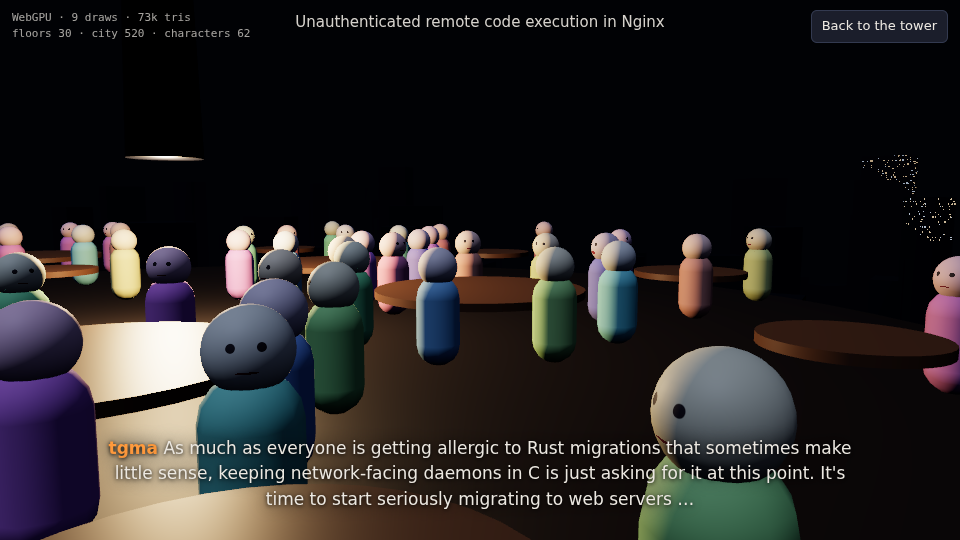 WebGPU · 9 draws · 73k tris
floors 30 · city 520 · characters 62
Unauthenticated remote code execution in Nginx
Back to the tower
tgma As much as everyone is getting allergic to Rust migrations that sometimes make
little sense, keeping network-facing daemons in C is just asking for it at this point. It's
time to start seriously migrating to web servers ...